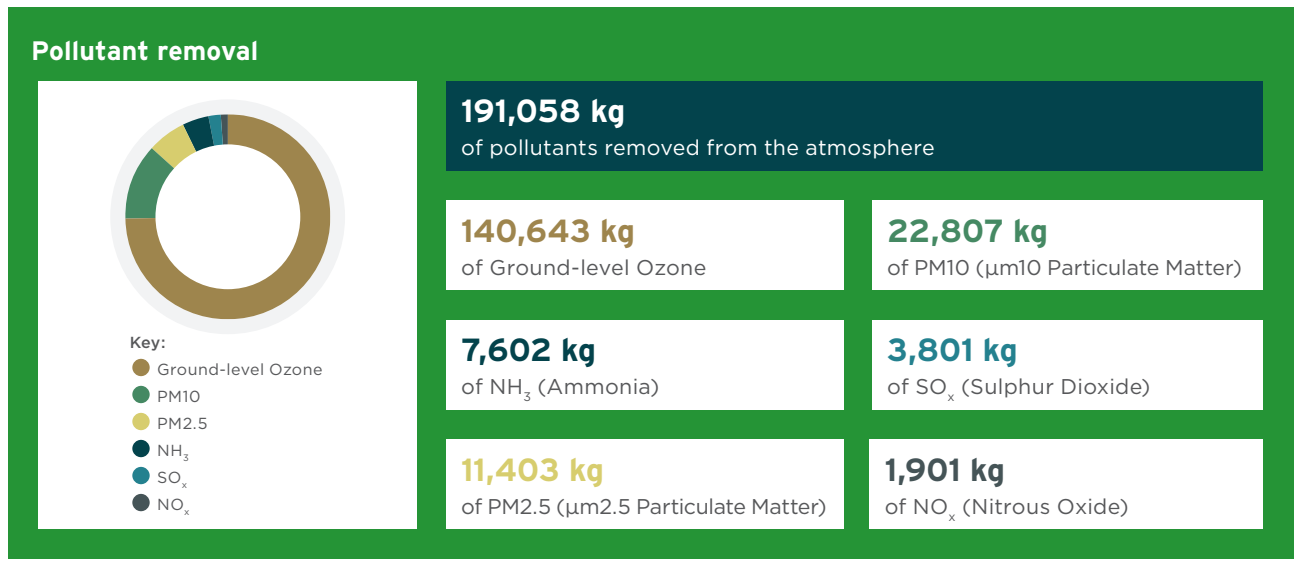 Pollutant removal
Key:
Ground-level Ozone
PM10
PM2.5
NH₃
SOₓ
NOₓ
191,058 kg
of pollutants removed from the atmosphere
140,643 kg
of Ground-level Ozone
22,807 kg
of PM10 (µm10 Particulate Matter)
7,602 kg
of NH₃ (Ammonia)
3,801 kg
of SOₓ (Sulphur Dioxide)
11,403 kg
of PM2.5 (µm2.5 Particulate Matter)
1,901 kg
of NOₓ (Nitrous Oxide)